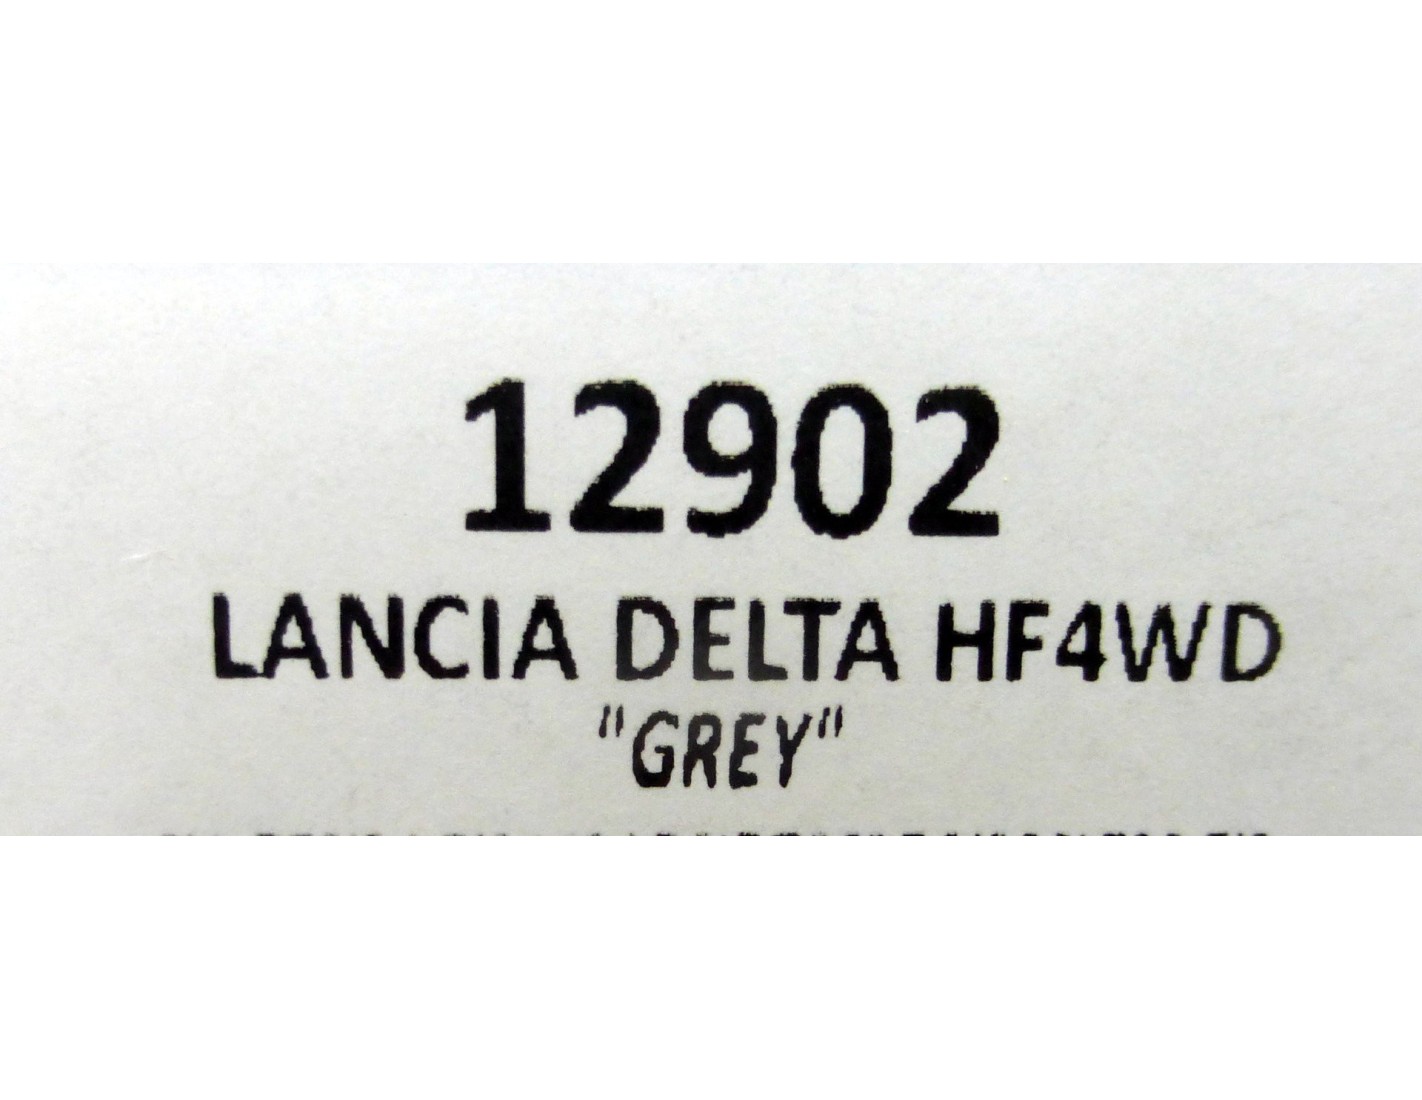 12902
LANCIA DELTA HF4WD
"GREY"